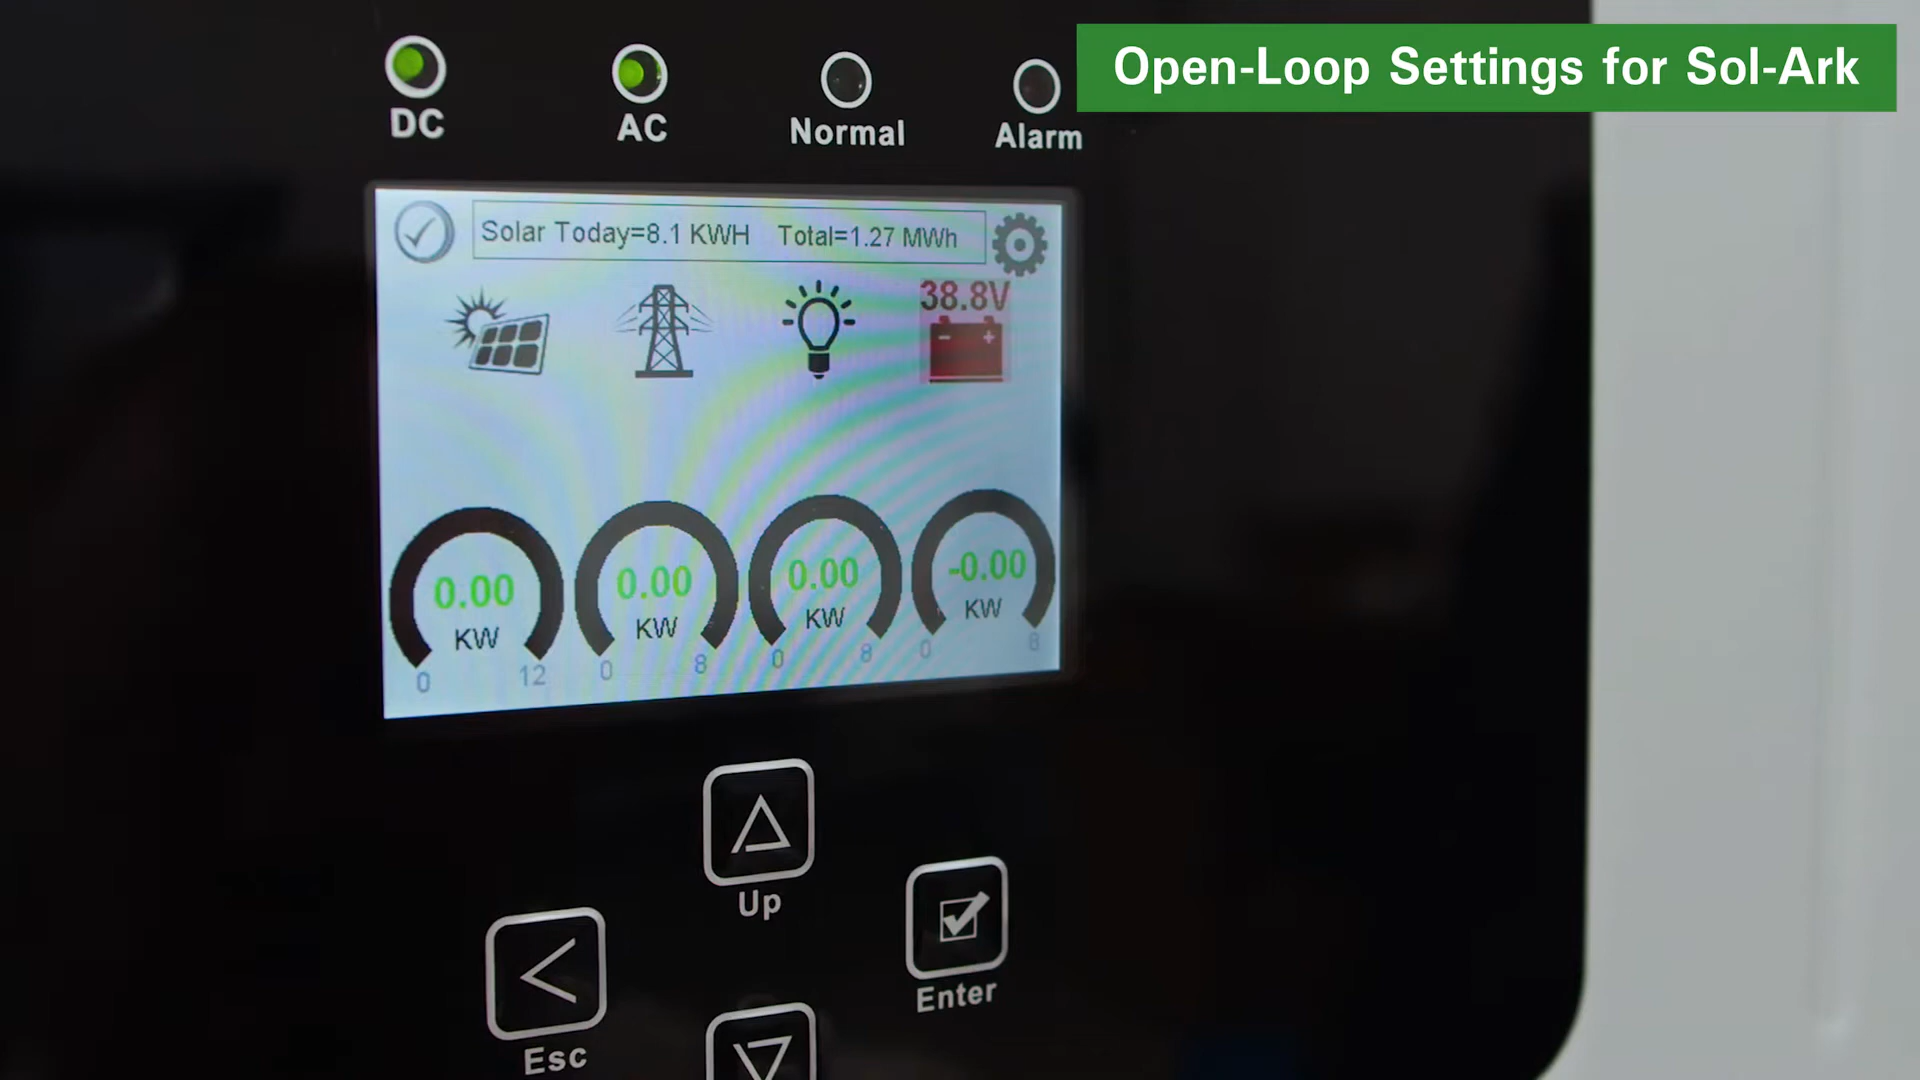 Open-Loop Settings for Sol-Ark
DC
AC
Normal
Alarm
Solar Today=8.1 KWH Total=1.27 MWh
38.8V
0.00
KW
0 12
0.00
KW
0 8
0.00
KW
0 8
-0.00
KW
0 8
Up
Enter
Esc